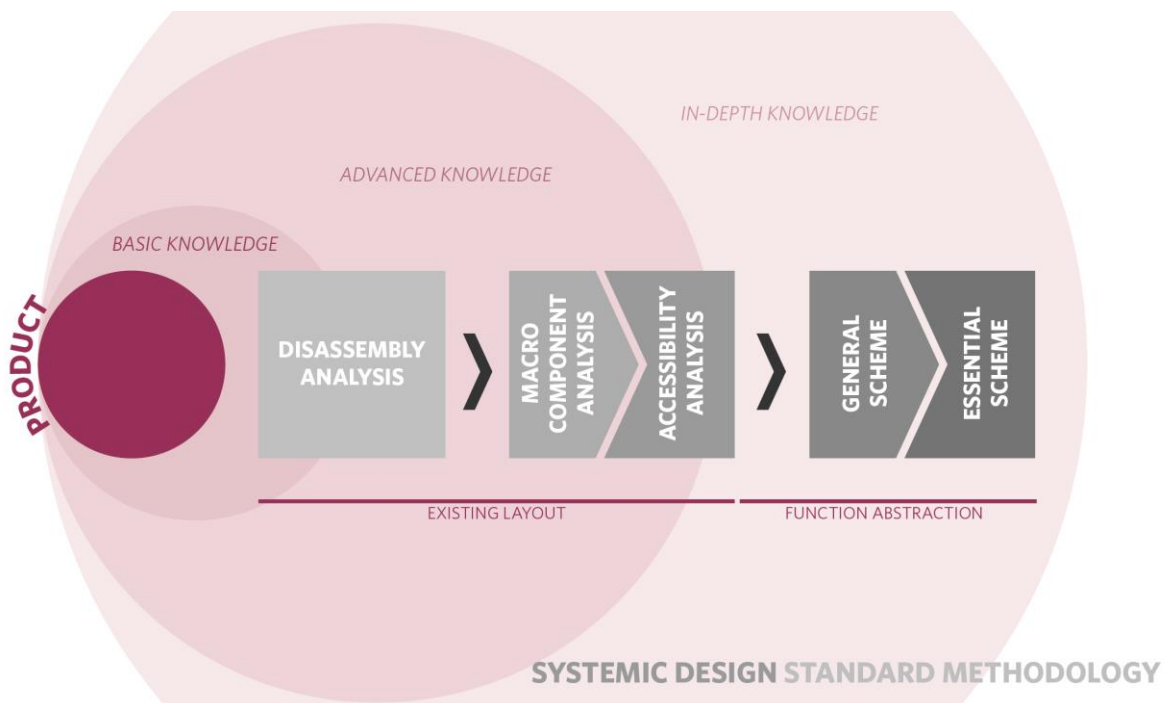 IN-DEPTH KNOWLEDGE
ADVANCED KNOWLEDGE
BASIC KNOWLEDGE
PRODUCT
DISASSEMBLY
ANALYSIS
MACRO
COMPONENT
ANALYSIS
ACCESSIBILITY
ANALYSIS
GENERAL
SCHEME
ESSENTIAL
SCHEME
EXISTING LAYOUT
FUNCTION ABSTRACTION
SYSTEMIC DESIGN STANDARD METHODOLOGY